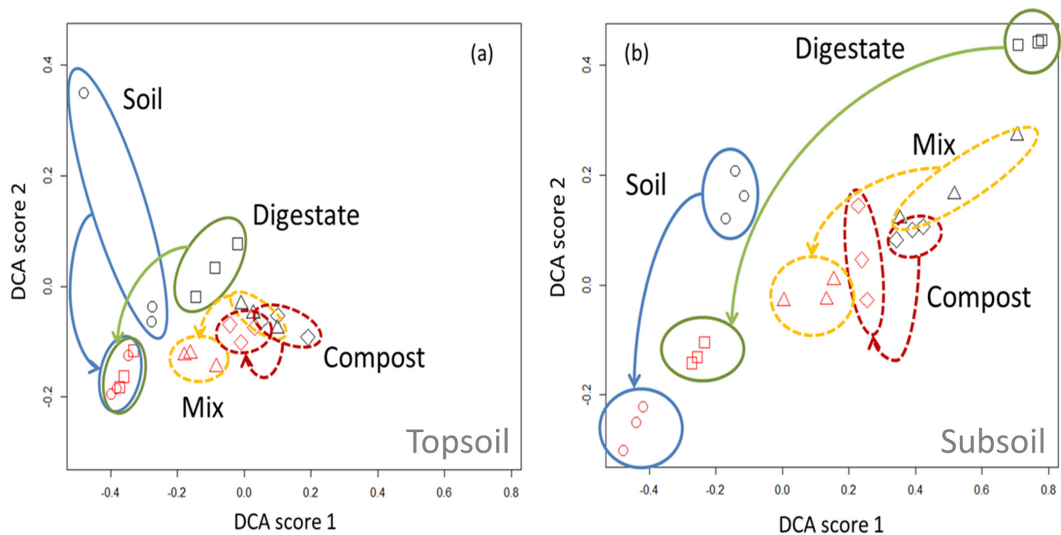 (a)
0.4
Soil
0.2
Digestate
0.0
Compost
-0.2
Mix
Topsoil
-0.4
-0.2
0.0
0.2
0.4
0.6
0.8
DCA score 1
DCA score 2
(b)
Digestate
0.4
Mix
Soil
0.2
0.0
Compost
-0.2
Subsoil
-0.4
-0.2
0.0
0.2
0.4
0.6
0.8
DCA score 1
DCA score 2